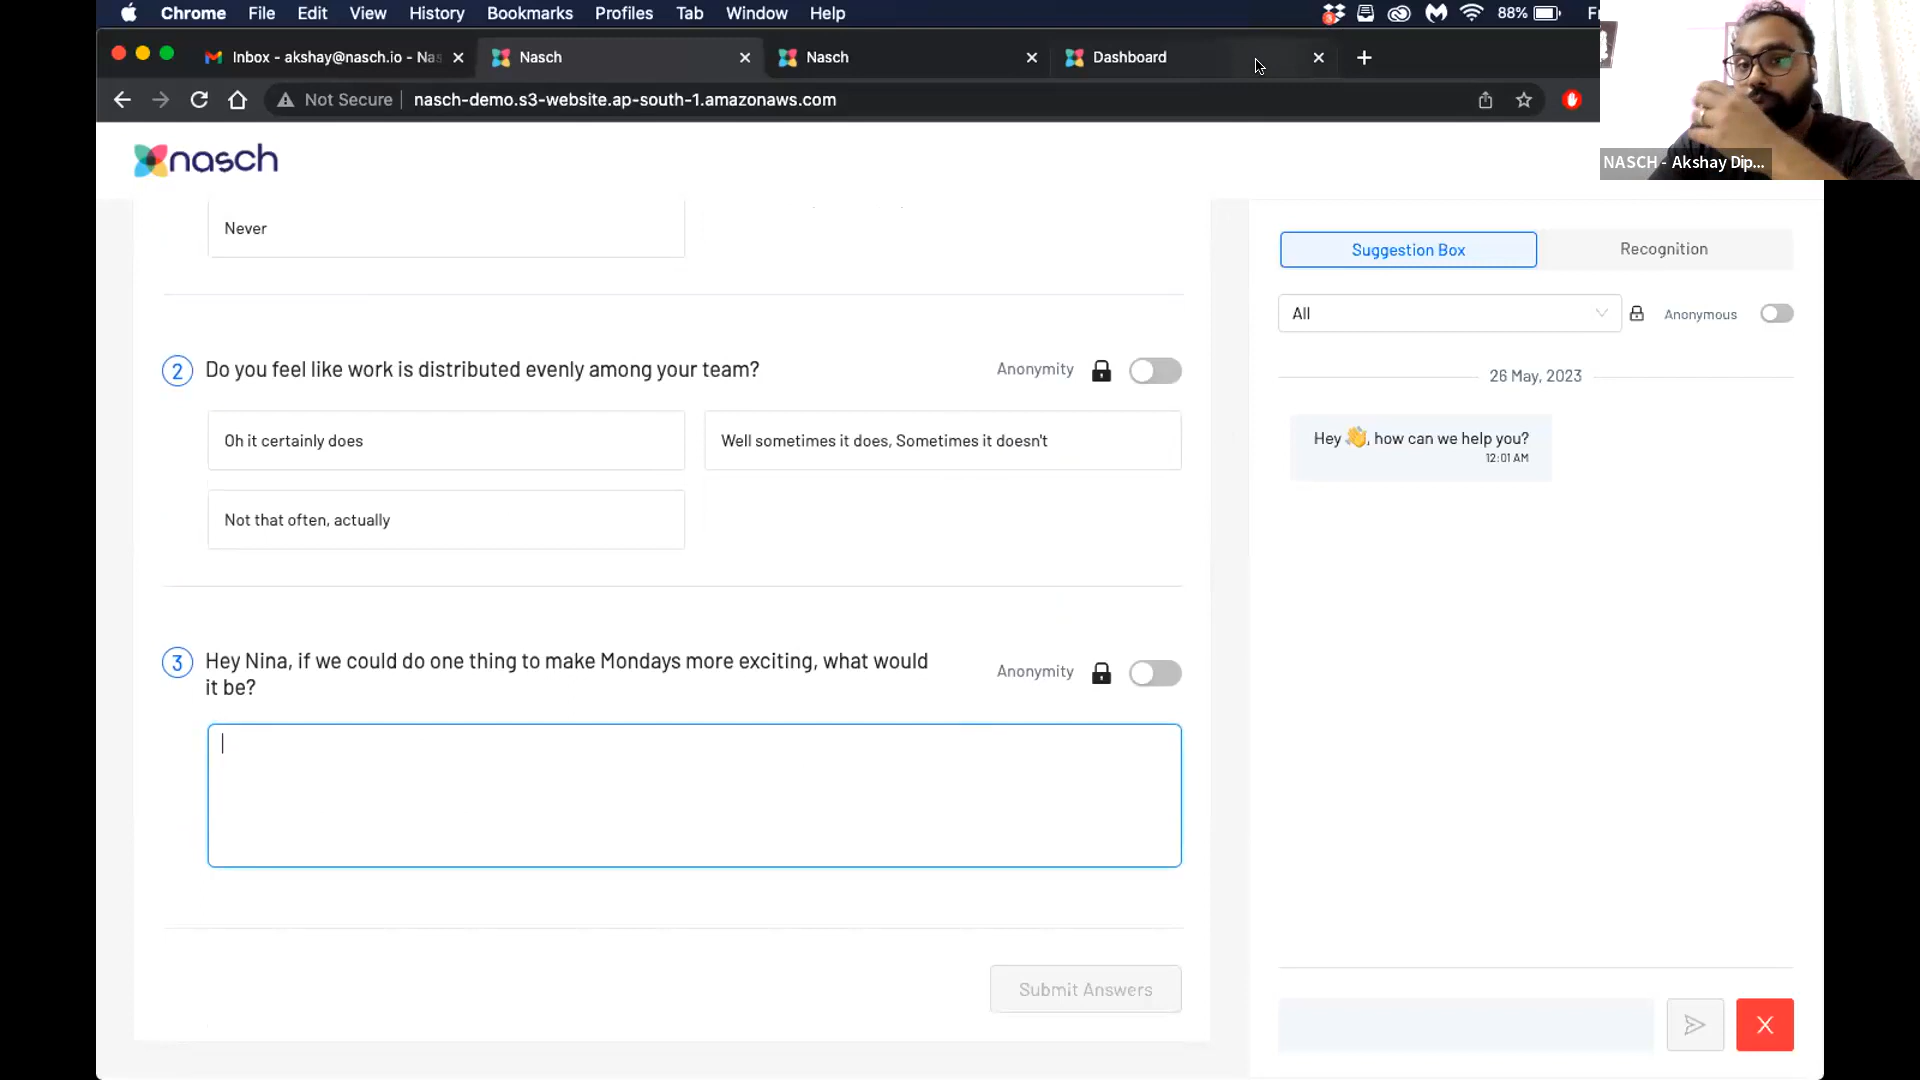 Chrome File Edit View History Bookmarks Profiles Tab Window Help
3
88%
Inbox - akshay@nasch.io - Nas
Nasch
Nasch
Dashboard
Not Secure
nasch-demo.s3-website.ap-south-1.amazonaws.com
NASCH - Akshay Dip...
nasch
Never
2
Do you feel like work is distributed evenly among your team?
Anonymity
Oh it certainly does
Well sometimes it does, Sometimes it doesn't
Not that often, actually
3
Hey Nina, if we could do one thing to make Mondays more exciting, what would
it be?
Anonymity
Submit Answers
Suggestion Box
Recognition
All
Anonymous
26 May, 2023
Hey 👋, how can we help you?
12:01 AM
X